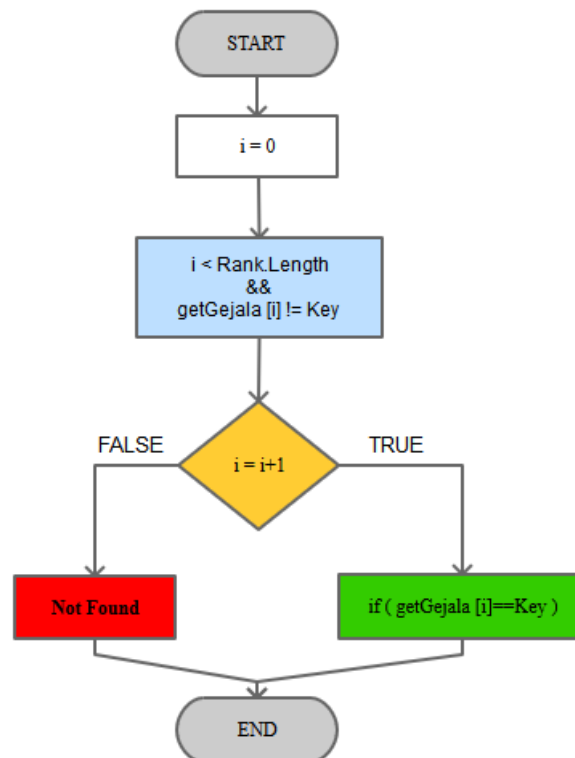 START
i = 0
i < Rank.Length
&&
getGejala [i] != Key
FALSE
TRUE
i = i+1
Not Found
if ( getGejala [i]==Key )
END